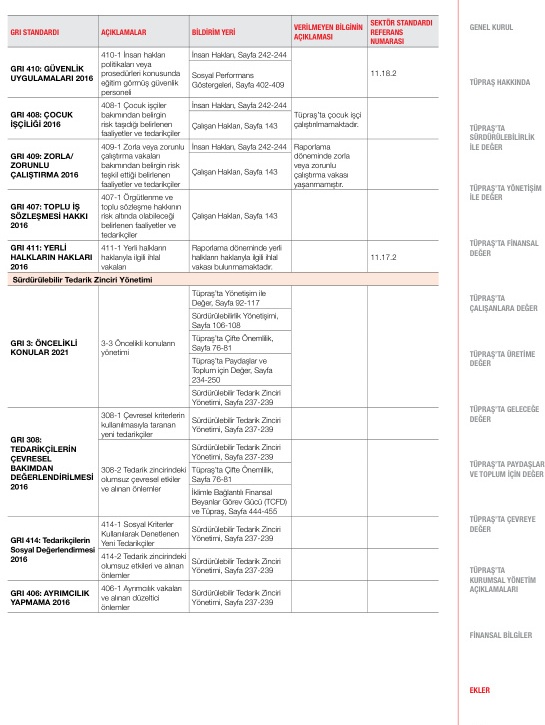 GRI STANDARDI
AÇIKLAMALAR
BİLDİRİM YERİ
VERİLMEYEN BİLGİNİN
AÇIKLAMASI
SEKTÖR STANDARDI
REFERANS
NUMARASI
GRI 410: GÜVENLİK
UYGULAMALARI 2016
410-1 İnsan hakları
politikaları veya
prosedürleri konusunda
eğitim görmüş güvenlik
personeli
İnsan Hakları, Sayfa 242-244
Sosyal Performans
Göstergeleri, Sayfa 402-409
11.18.2
GRI 408: ÇOCUK
İŞÇİLİĞİ 2016
408-1 Çocuk işçiler
bakımından belirgin
risk taşıdığı belirlenen
faaliyetler ve tedarikçiler
İnsan Hakları, Sayfa 242-244
Çalışan Hakları, Sayfa 143
Tüpraş'ta çocuk işçi
çalıştırılmamaktadır.
GRI 409: ZORLA/
ZORUNLU
ÇALIŞTIRMA 2016
409-1 Zorla veya zorunlu
çalıştırma vakaları
bakımından belirgin risk
teşkil ettiği belirlenen
faaliyetler ve tedarikçiler
İnsan Hakları, Sayfa 242-244
Çalışan Hakları, Sayfa 143
Raporlama
döneminde zorla
veya zorunlu
çalıştırma vakası
yaşanmamıştır.
GRI 407: TOPLU İŞ
SÖZLEŞMESİ HAKKI
2016
407-1 Örgütlenme ve
toplu sözleşme hakkının
risk altında olabileceği
belirlenen faaliyetler ve
tedarikçiler
Çalışan Hakları, Sayfa 143
GRI 411: YERLİ
HALKLARIN HAKLARI
2016
411-1 Yerli halkların
haklarıyla ilgili ihlal
vakaları
Raporlama döneminde yerli
halkların haklarıyla ilgili ihlal
vakası bulunmamaktadır.
11.17.2
Sürdürülebilir Tedarik Zinciri Yönetimi
GRI 3: ÖNCELİKLİ
KONULAR 2021
3-3 Öncelikli konuların
yönetimi
Tüpraş'ta Yönetişim ile
Değer, Sayfa 92-117
Sürdürülebilirlik Yönetişimi,
Sayfa 106-108
Tüpraş'ta Çifte Önemlilik,
Sayfa 76-81
Tüpraş'ta Paydaşlar ve
Toplum için Değer, Sayfa
234-250
Sürdürülebilir Tedarik Zinciri
Yönetimi, Sayfa 237-239
GRI 308:
TEDARİKÇİLERİN
ÇEVRESEL
BAKIMDAN
DEĞERLENDİRİLMESİ
2016
308-1 Çevresel kriterlerin
kullanılmasıyla taranan
yeni tedarikçiler
Sürdürülebilir Tedarik Zinciri
Yönetimi, Sayfa 237-239
308-2 Tedarik zincirindeki
olumsuz çevresel etkiler
ve alınan önlemler
Sürdürülebilir Tedarik Zinciri
Yönetimi, Sayfa 237-239
Tüpraş'ta Çifte Önemlilik,
Sayfa 76-81
İklimle Bağlantılı Finansal
Beyanlar Görev Gücü (TCFD)
ve Tüpraş, Sayfa 444-455
GRI 414: Tedarikçilerin
Sosyal Değerlendirmesi
2016
414-1 Sosyal Kriterler
Kullanılarak Denetlenen
Yeni Tedarikçiler
Sürdürülebilir Tedarik Zinciri
Yönetimi, Sayfa 237-239
414-2 Tedarik zincirindeki
olumsuz etkileri ve alınan
önlemler
Sürdürülebilir Tedarik Zinciri
Yönetimi, Sayfa 237-239
GRI 406: AYRIMCILIK
YAPMAMA 2016
406-1 Ayrımcılık vakaları
ve alınan düzeltici
önlemler
Sürdürülebilir Tedarik Zinciri
Yönetimi, Sayfa 237-239
GENEL KURUL
TÜPRAŞ HAKKINDA
TÜPRAŞ'TA
SÜRDÜRÜLEBİLİRLİK
İLE DEĞER
TÜPRAŞ'TA YÖNETİŞİM
İLE DEĞER
TÜPRAŞ'TA FİNANSAL
DEĞER
TÜPRAŞ'TA
ÇALIŞANLARA DEĞER
TÜPRAŞ'TA ÜRETİME
DEĞER
TÜPRAŞ'TA GELECEĞE
DEĞER
TÜPRAŞ'TA PAYDAŞLAR
VE TOPLUM İÇİN DEĞER
TÜPRAŞ'TA ÇEVREYE
DEĞER
TÜPRAŞ'TA
KURUMSAL YÖNETİM
AÇIKLAMALARI
FİNANSAL BİLGİLER
EKLER